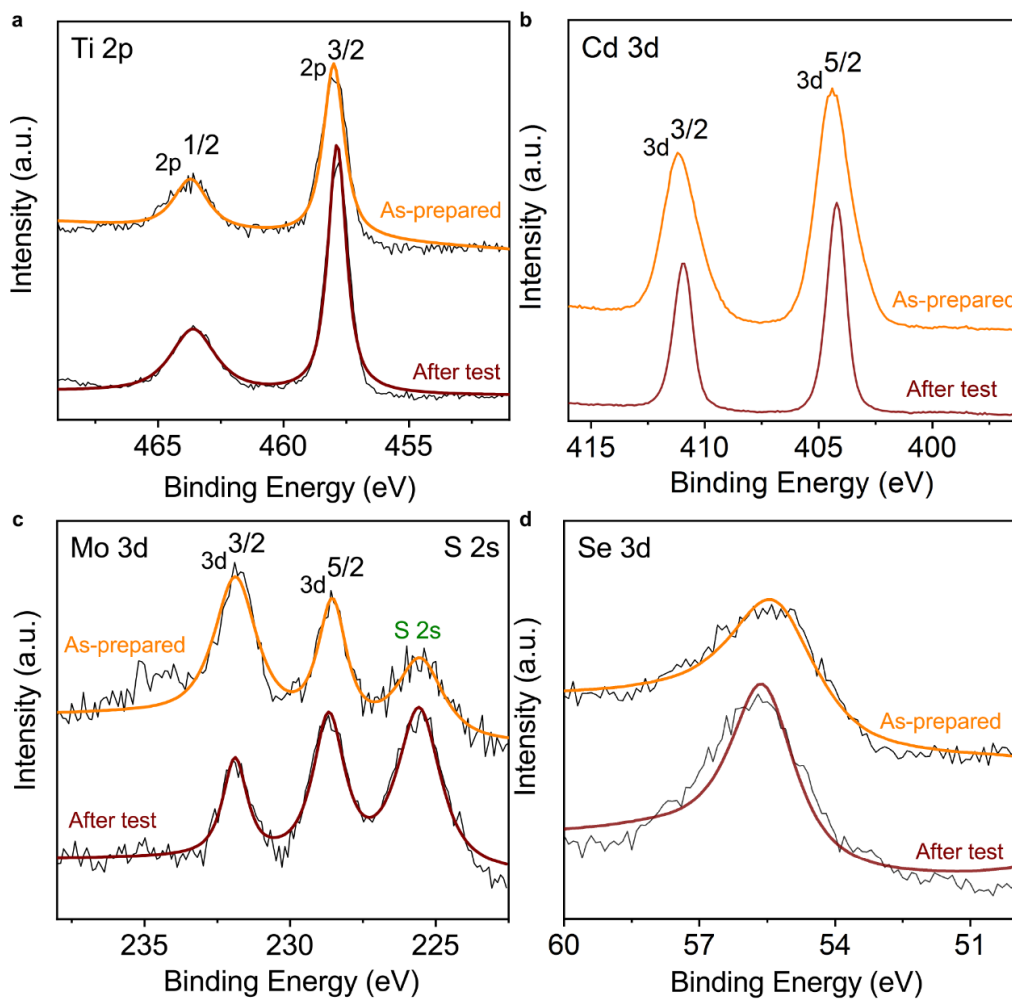 a
Ti 2p
2p 3/2
2p 1/2
As-prepared
After test
Intensity (a.u.)
465 460 455
Binding Energy (eV)
b
Cd 3d
3d 5/2
3d 3/2
As-prepared
After test
Intensity (a.u.)
415 410 405 400
Binding Energy (eV)
c
Mo 3d
S 2s
3d 3/2
3d 5/2
S 2s
As-prepared
After test
Intensity (a.u.)
235 230 225
Binding Energy (eV)
d
Se 3d
As-prepared
After test
Intensity (a.u.)
60 57 54 51
Binding Energy (eV)